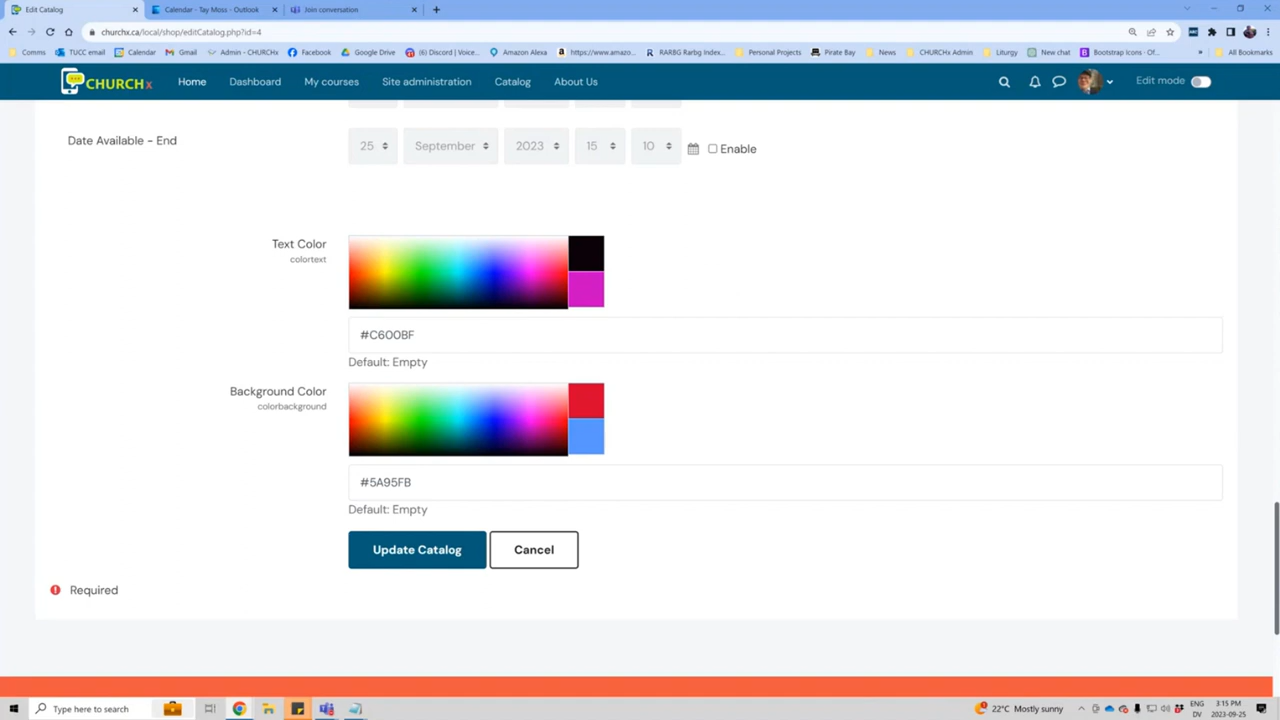 Edit Catalog
Calendar - Tay Moss - Outlook
Join conversation
churchx.ca/local/shop/editCatalog.php?id=4
Comms
TUCC email
Calendar
Gmail
Admin - CHURCHx
Facebook
Google Drive
(6) Discord | Voice...
Amazon Alexa
https://www.amazo...
RARBG Rarbg Index...
Personal Projects
Pirate Bay
News
CHURCHx Admin
Liturgy
New chat
Bootstrap Icons · Of...
»
All Bookmarks
CHURCHx
Home
Dashboard
My courses
Site administration
Catalog
About Us
Edit mode
Date Available - End
25
September
2023
15
10
Enable
Text Color
colortext
#C600BF
Default: Empty
Background Color
colorbackground
#5A95FB
Default: Empty
Update Catalog
Cancel
Required
Type here to search
22°C Mostly sunny
ENG
DV
3:15 PM
2023-09-25